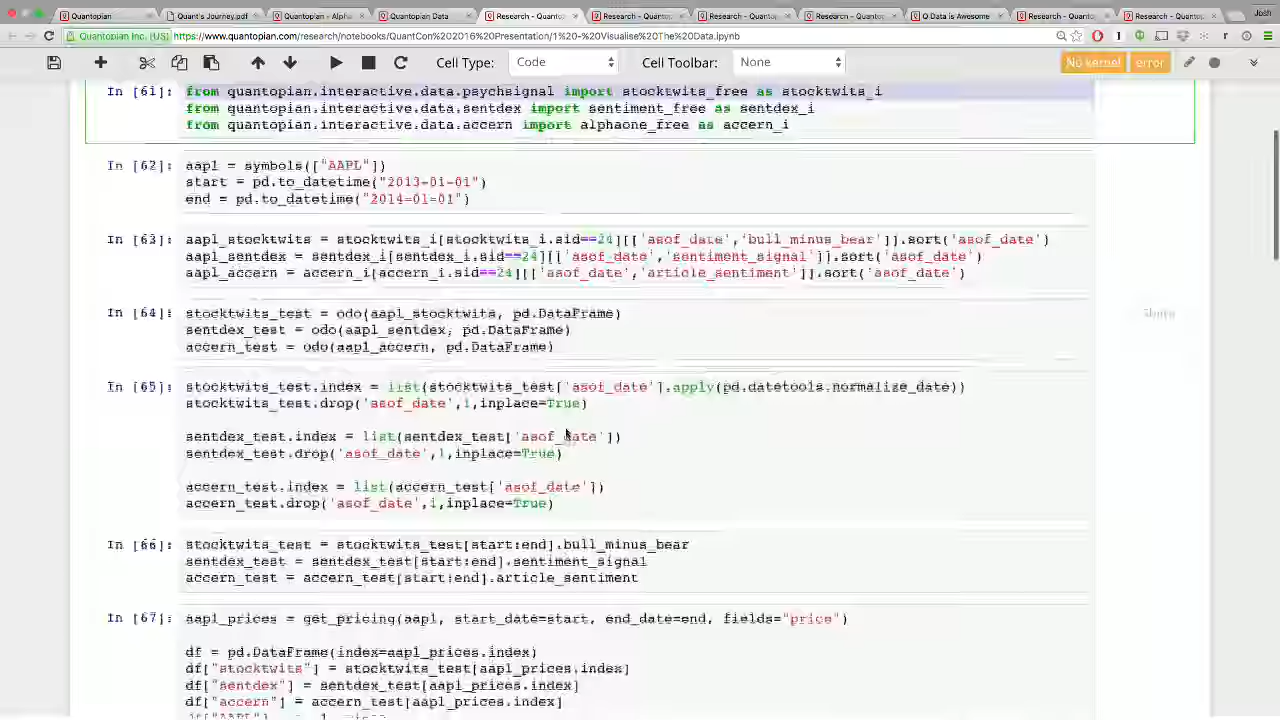 Quantopian
Quant's Journey.pdf
Quantopian - Alpha
Quantopian Data
Research - Quanto
Research - Quanto
Research - Quanto
Research - Quanto
Q Data is Awesome
Research - Quanto
Research - Quanto
Josh
Quantopian Inc. [US]
https://www.quantopian.com/research/notebooks/QuantCon%202016%20Presentation/1%20-%20Visualise%20The%20Data.ipynb
Cell Type: Code
Cell Toolbar: None
No kernel
error
In [61]: from quantopian.interactive.data.psychsignal import stocktwits_free as stocktwits_i
from quantopian.interactive.data.sentdex import sentiment_free as sentdex_i
from quantopian.interactive.data.accern import alphaone_free as accern_i
In [62]: aapl = symbols(["AAPL"])
start = pd.to_datetime("2013-01-01")
end = pd.to_datetime("2014-01-01")
In [63]: aapl_stocktwits = stocktwits_i[stocktwits_i.sid==24][['asof_date','bull_minus_bear']].sort('asof_date')
aapl_sentdex = sentdex_i[sentdex_i.sid==24][['asof_date','sentiment_signal']].sort('asof_date')
aapl_accern = accern_i[accern_i.sid==24][['asof_date','article_sentiment']].sort('asof_date')
In [64]: stocktwits_test = odo(aapl_stocktwits, pd.DataFrame)
sentdex_test = odo(aapl_sentdex, pd.DataFrame)
accern_test = odo(aapl_accern, pd.DataFrame)
Share
In [65]: stocktwits_test.index = list(stocktwits_test['asof_date'].apply(pd.datetools.normalize_date))
stocktwits_test.drop('asof_date',1,inplace=True)
sentdex_test.index = list(sentdex_test['asof_date'])
sentdex_test.drop('asof_date',1,inplace=True)
accern_test.index = list(accern_test['asof_date'])
accern_test.drop('asof_date',1,inplace=True)
In [66]: stocktwits_test = stocktwits_test[start:end].bull_minus_bear
sentdex_test = sentdex_test[start:end].sentiment_signal
accern_test = accern_test[start:end].article_sentiment
In [67]: aapl_prices = get_pricing(aapl, start_date=start, end_date=end, fields="price")
df = pd.DataFrame(index=aapl_prices.index)
df["stocktwits"] = stocktwits_test[aapl_prices.index]
df["sentdex"] = sentdex_test[aapl_prices.index]
df["accern"] = accern_test[aapl_prices.index]